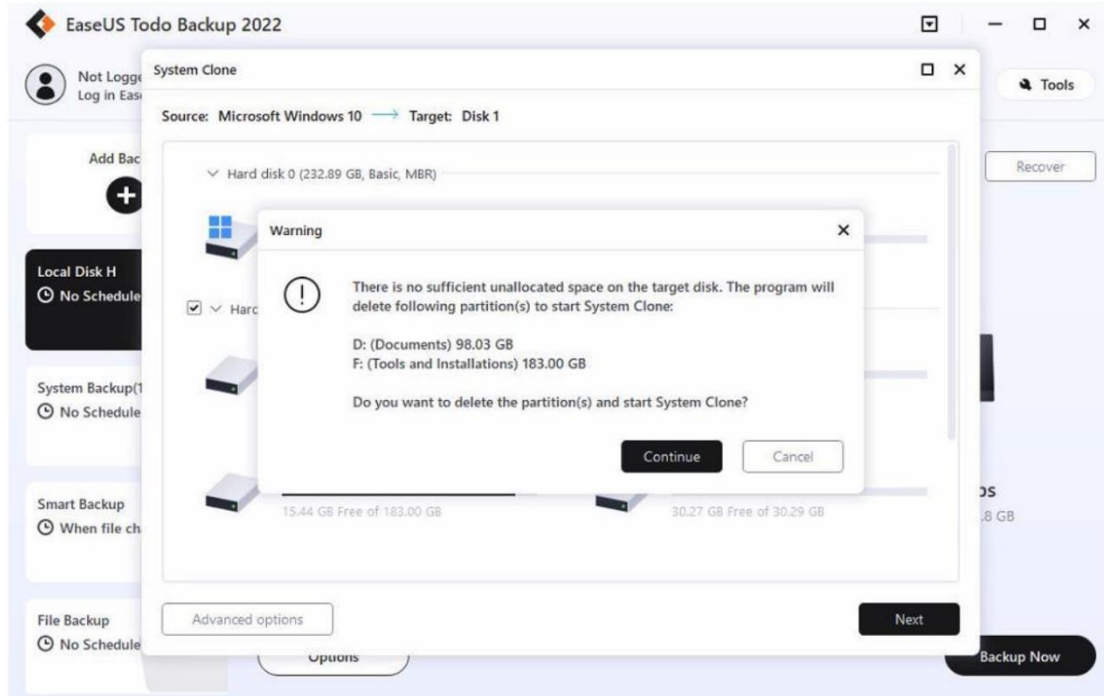 EaseUS Todo Backup 2022
Not Logge
Log in Eas
System Clone
Tools
Source: Microsoft Windows 10 → Target: Disk 1
Add Bac
Hard disk 0 (232.89 GB, Basic, MBR)
Recover
Warning
There is no sufficient unallocated space on the target disk. The program will
delete following partition(s) to start System Clone:
D: (Documents) 98.03 GB
F: (Tools and Installations) 183.00 GB
Do you want to delete the partition(s) and start System Clone?
Continue
Cancel
Local Disk H
No Schedule
Hard
System Backup(1
No Schedule
15.44 GB Free of 183.00 GB
30.27 GB Free of 30.29 GB
Smart Backup
When file ch
os
.8 GB
File Backup
No Schedule
Advanced options
Next
Options
Backup Now